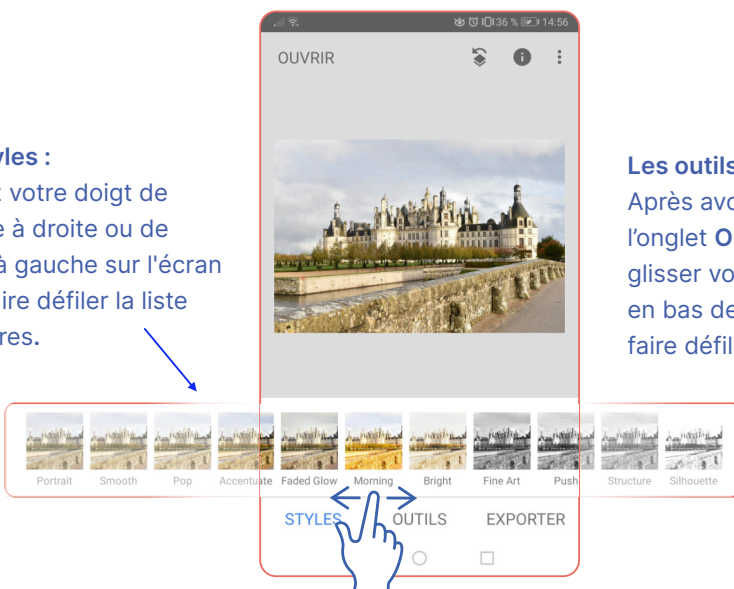 36 % 14:56
OUVRIR
yles :
t votre doigt de
e à droite ou de
à gauche sur l'écran
ire défiler la liste
res.
Les outils
Après avo
l’onglet O
glisser vo
en bas de
faire défil
Portrait Smooth Pop Accentuate Faded Glow Morning Bright Fine Art Push Structure Silhouette
STYLES OUTILS EXPORTER